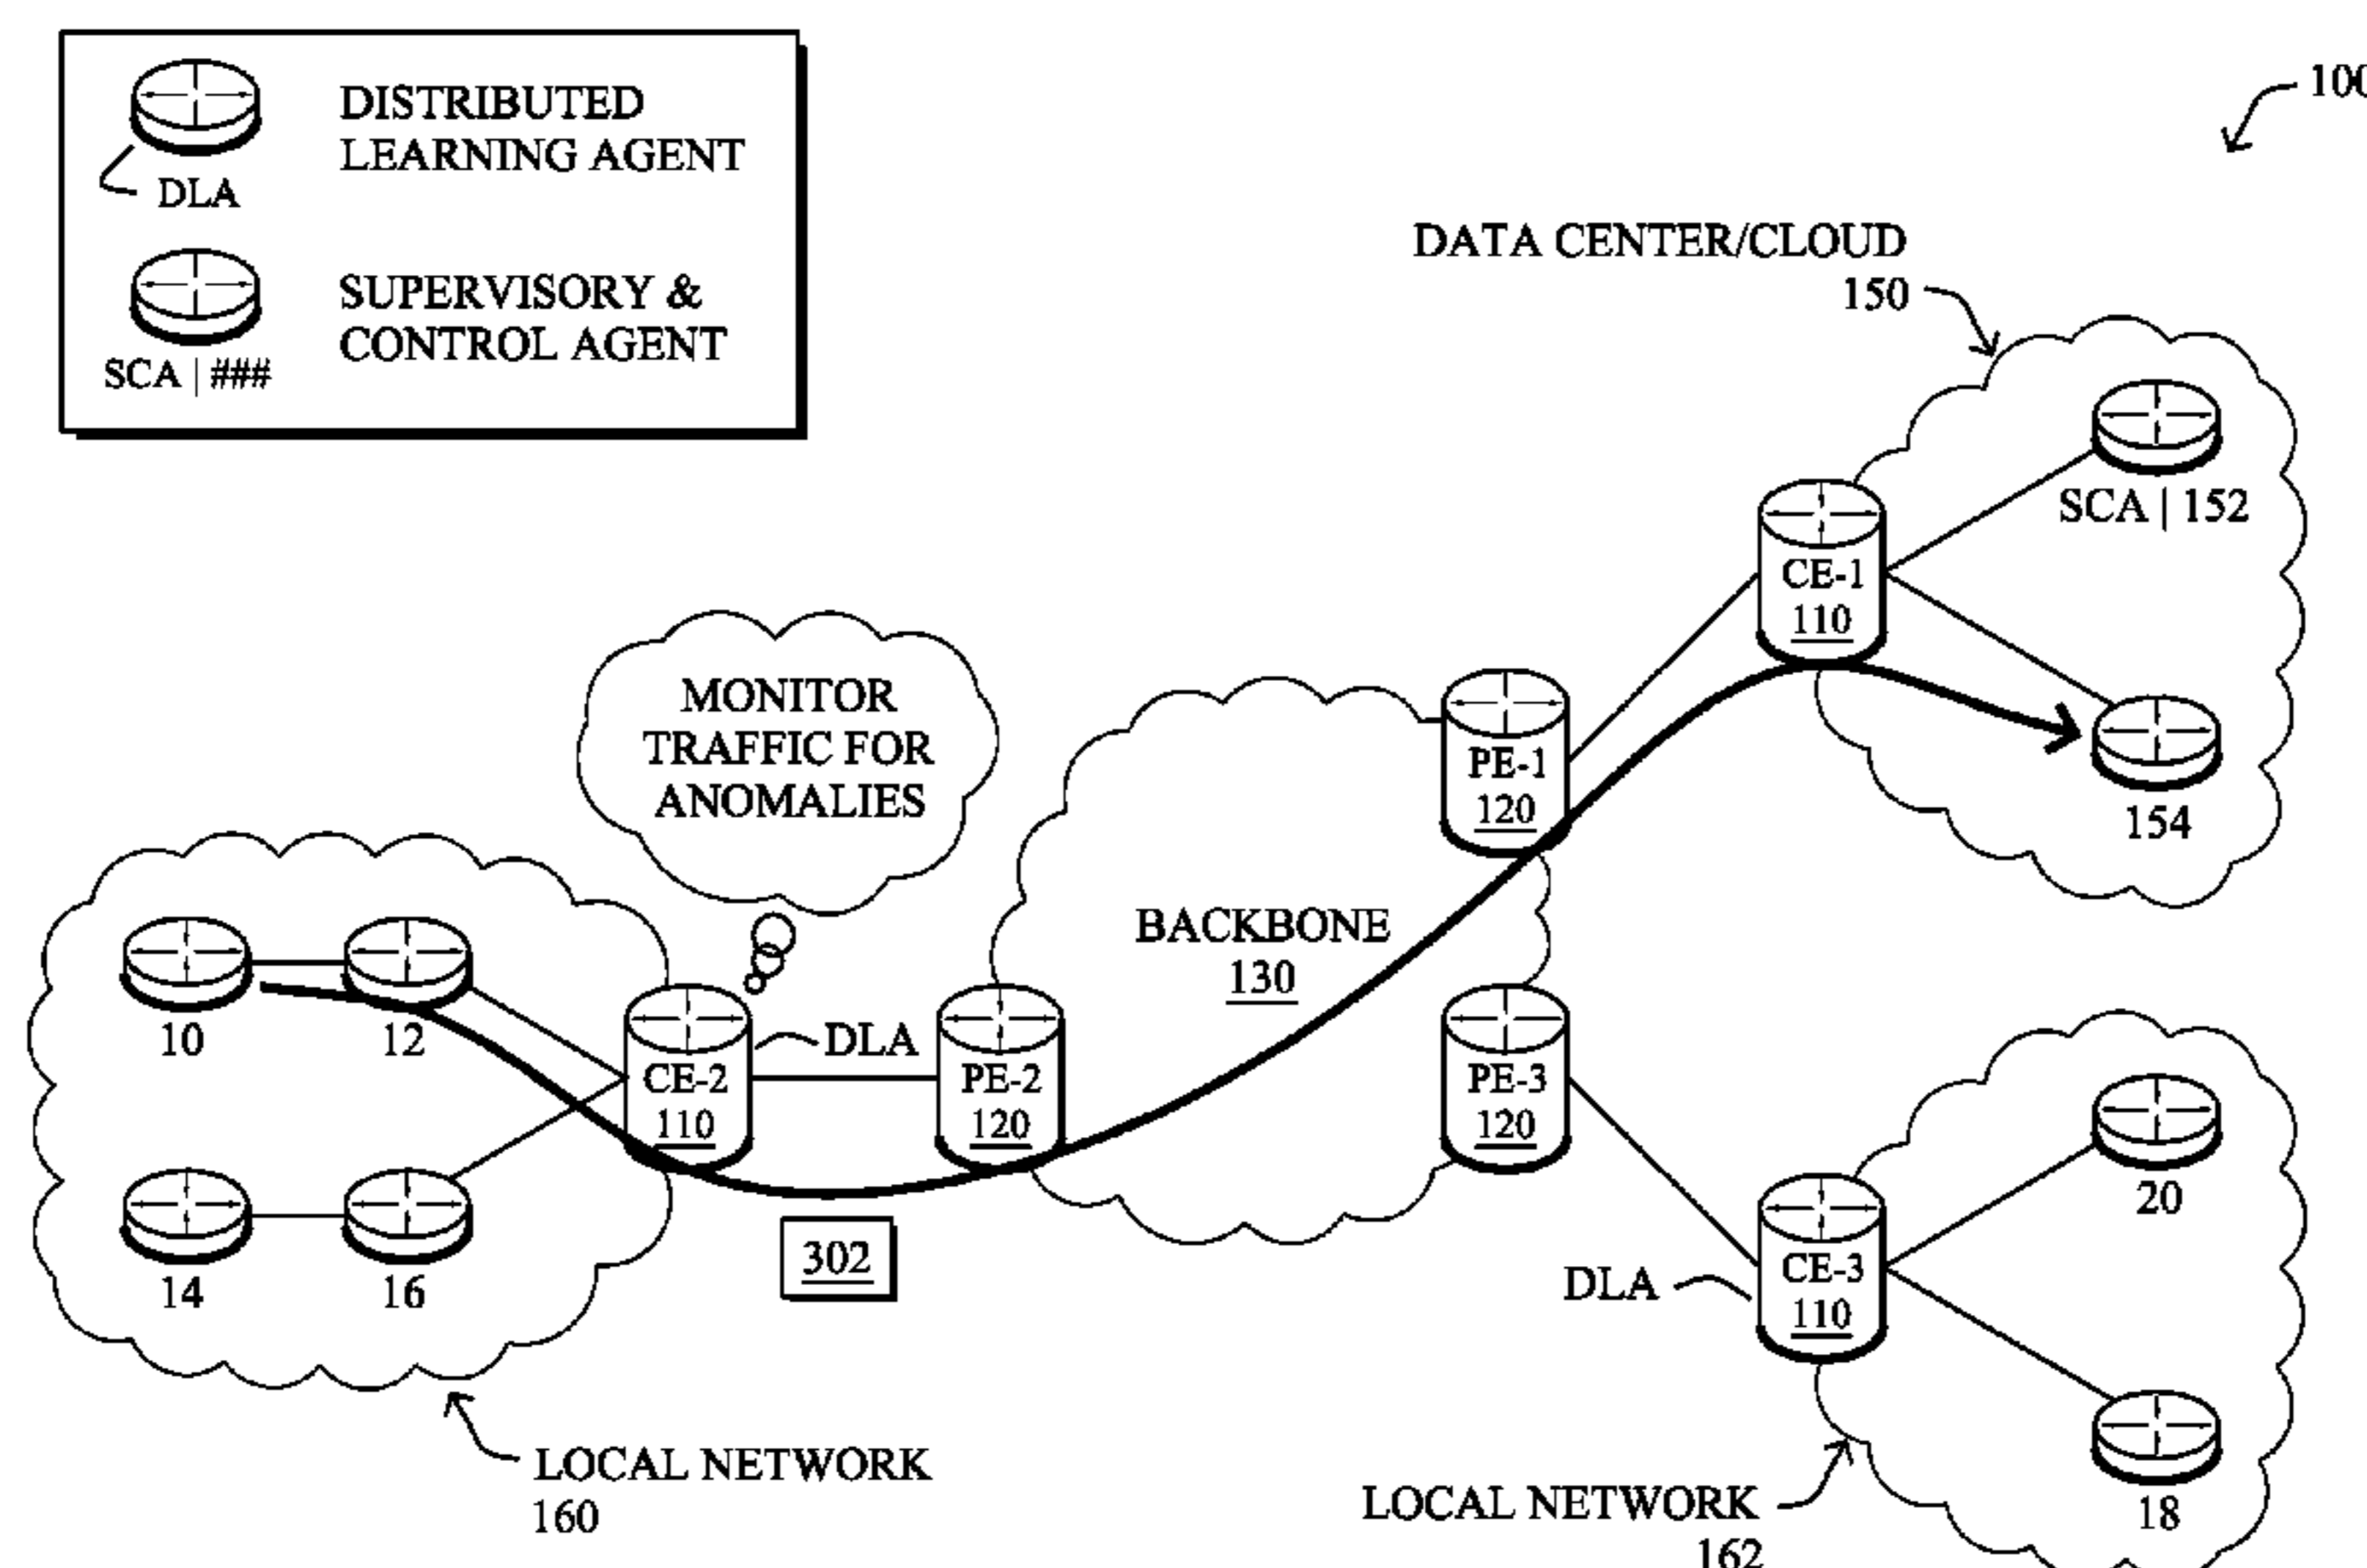 DISTRIBUTED
LEARNING AGENT
DLA
SUPERVISORY &
CONTROL AGENT
SCA | ###
100
DATA CENTER/CLOUD
150
SCA | 152
CE-1
110
154
MONITOR
TRAFFIC FOR
ANOMALIES
PE-1
120
BACKBONE
130
10
12
14
16
CE-2
110
DLA
PE-2
120
302
PE-3
120
DLA
CE-3
110
20
18
LOCAL NETWORK
160
LOCAL NETWORK
162